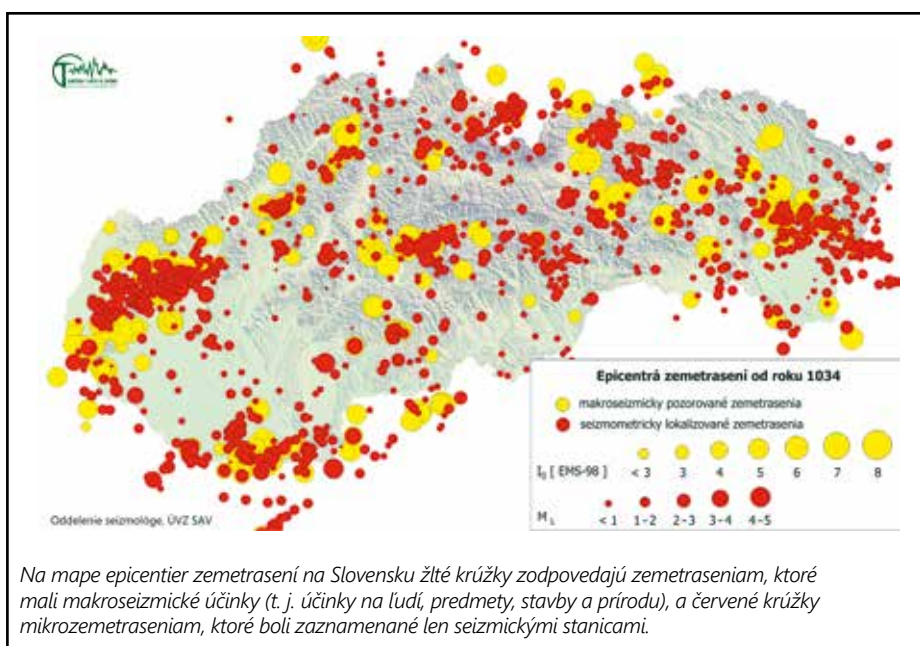 Epicentrá zemetrasení od roku 1034
makroseizmicky pozorované zemetrasenia
seizmometricky lokalizované zemetrasenia
I₀ [ EMS-98 ] < 3 3 4 5 6 7 8
M L < 1 1-2 2-3 3-4 4-5
Oddelenie seizmológe, ÚVZ SAV
Na mape epicentier zemetrasení na Slovensku žlté krúžky zodpovedajú zemetraseniam, ktoré
mali makroseizmické účinky (t. j. účinky na ľudí, predmety, stavby a prírodu), a červené krúžky
mikrozemetraseniam, ktoré boli zaznamenané len seizmickými stanicami.